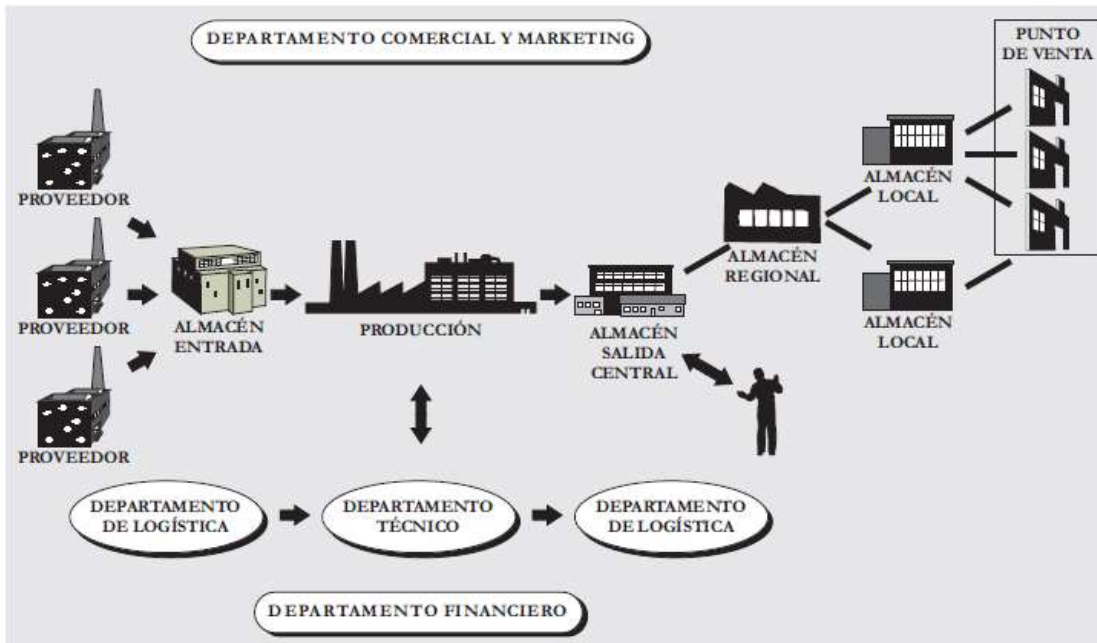 DEPARTAMENTO COMERCIAL Y MARKETING
PUNTO
DE VENTA
PROVEEDOR
PROVEEDOR
PROVEEDOR
ALMACÉN
ENTRADA
PRODUCCIÓN
ALMACÉN
SALIDA
CENTRAL
ALMACÉN
REGIONAL
ALMACÉN
LOCAL
ALMACÉN
LOCAL
DEPARTAMENTO
DE LOGÍSTICA
DEPARTAMENTO
TÉCNICO
DEPARTAMENTO
DE LOGÍSTICA
DEPARTAMENTO FINANCIERO